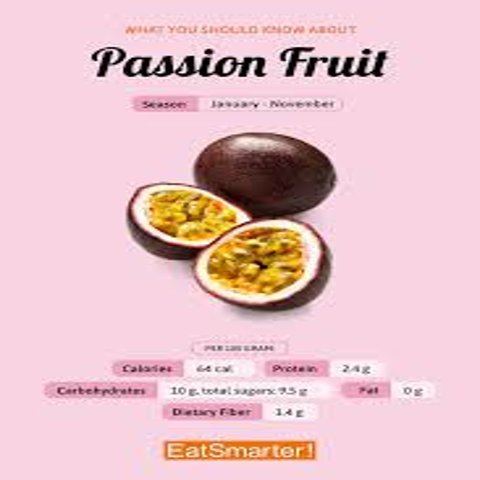 WHAT YOU SHOULD KNOW ABOUT
Passion Fruit
Season January - November
PER 100 GRAM
Calories 64 cal Protein 2.4 g
Carbohydrates 10 g, total sugars: 9.5 g Fat 0 g
Dietary Fiber 1.4 g
EatSmarter!